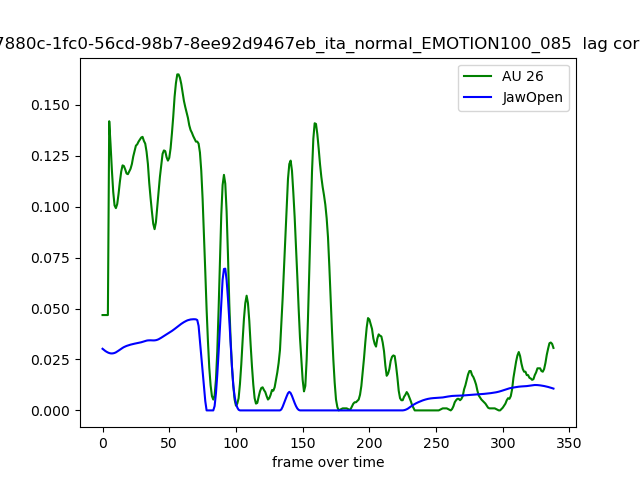 7880c-1fc0-56cd-98b7-8ee92d9467eb_ita_normal_EMOTION100_085 lag cor
AU 26
JawOpen
0.150
0.125
0.100
0.075
0.050
0.025
0.000
0 50 100 150 200 250 300 350
frame over time